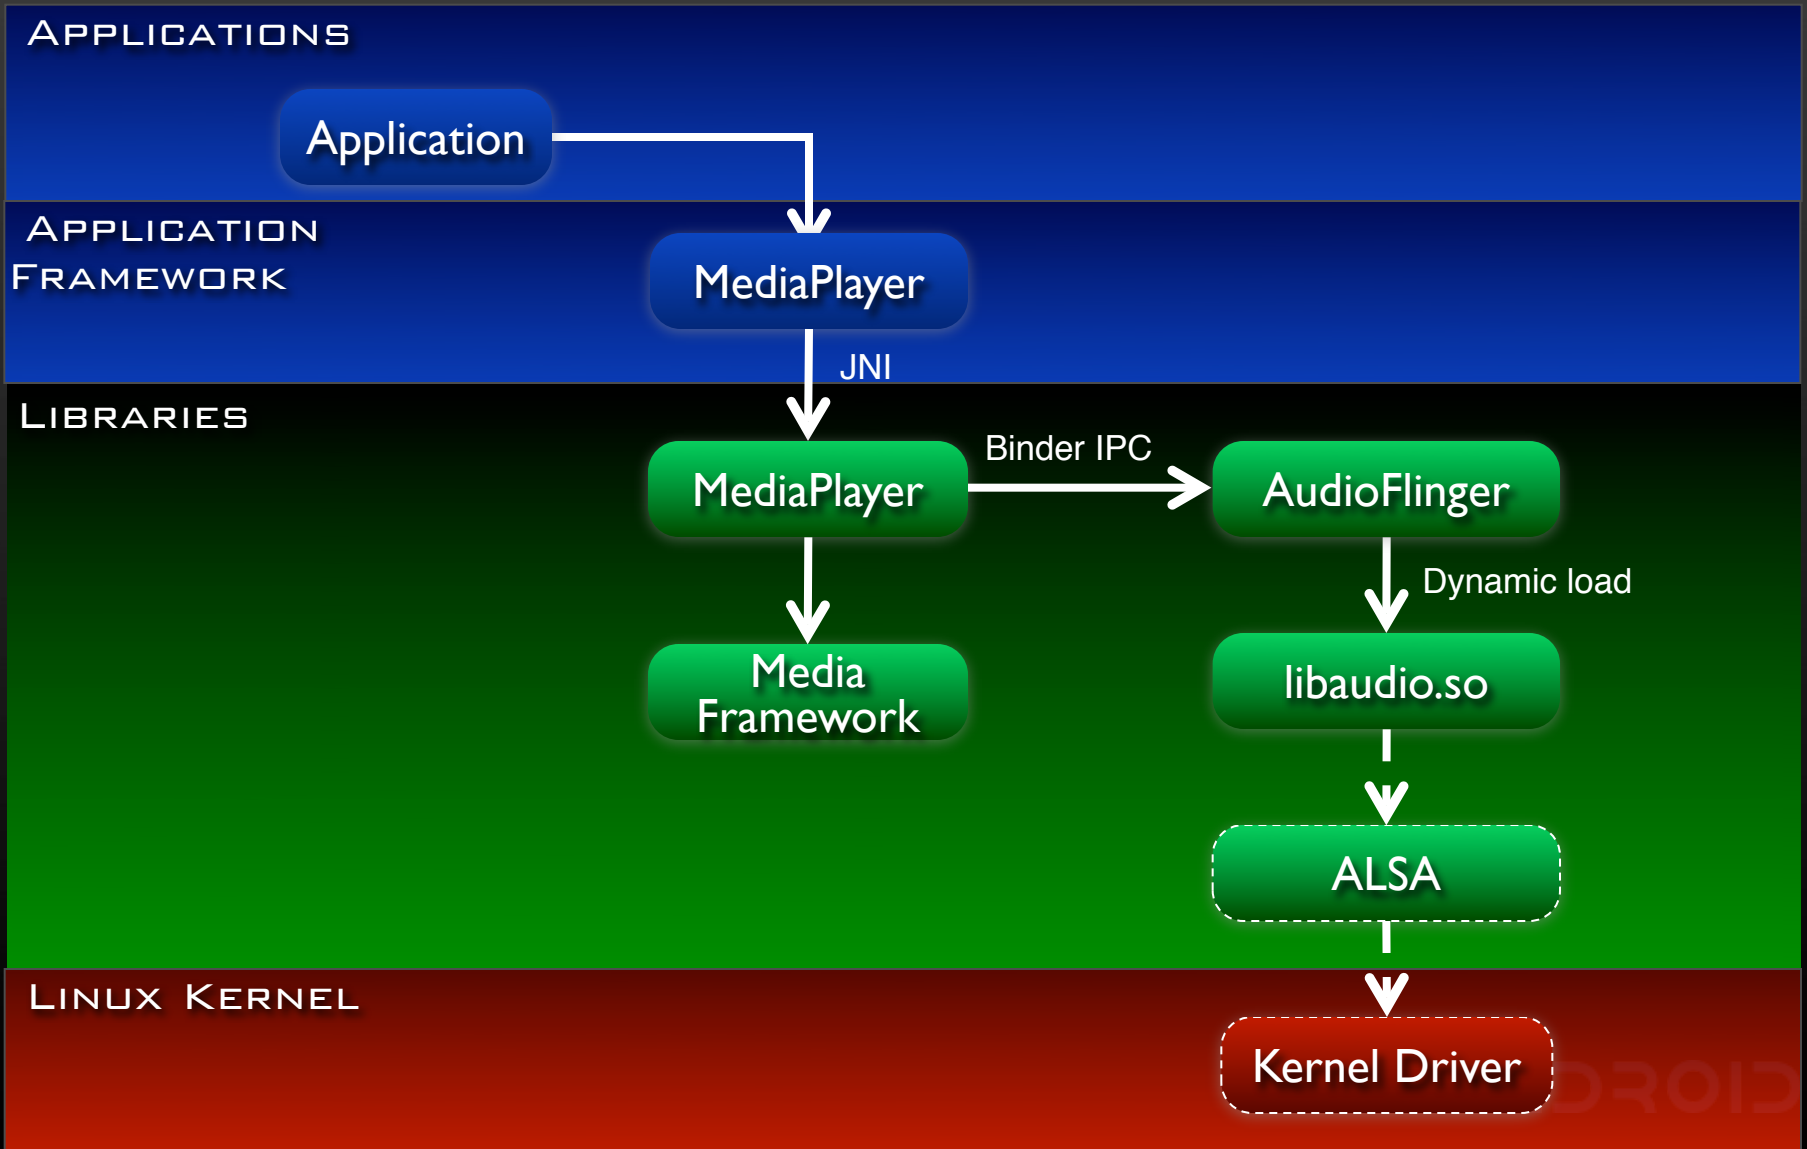 APPLICATIONS
Application
APPLICATION
FRAMEWORK
MediaPlayer
JNI
LIBRARIES
MediaPlayer
Binder IPC
AudioFlinger
Dynamic load
Media
Framework
libaudio.so
ALSA
LINUX KERNEL
Kernel Driver
DROID